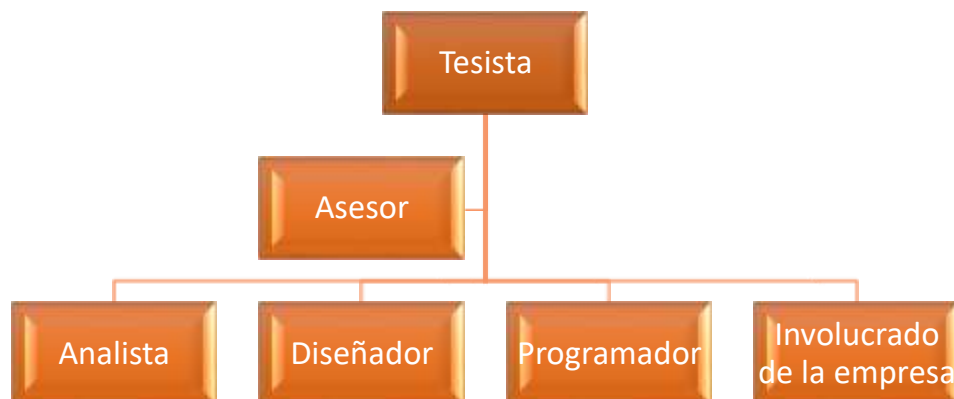 Tesista
Asesor
Analista
Diseñador
Programador
Involucrado
de la empresa